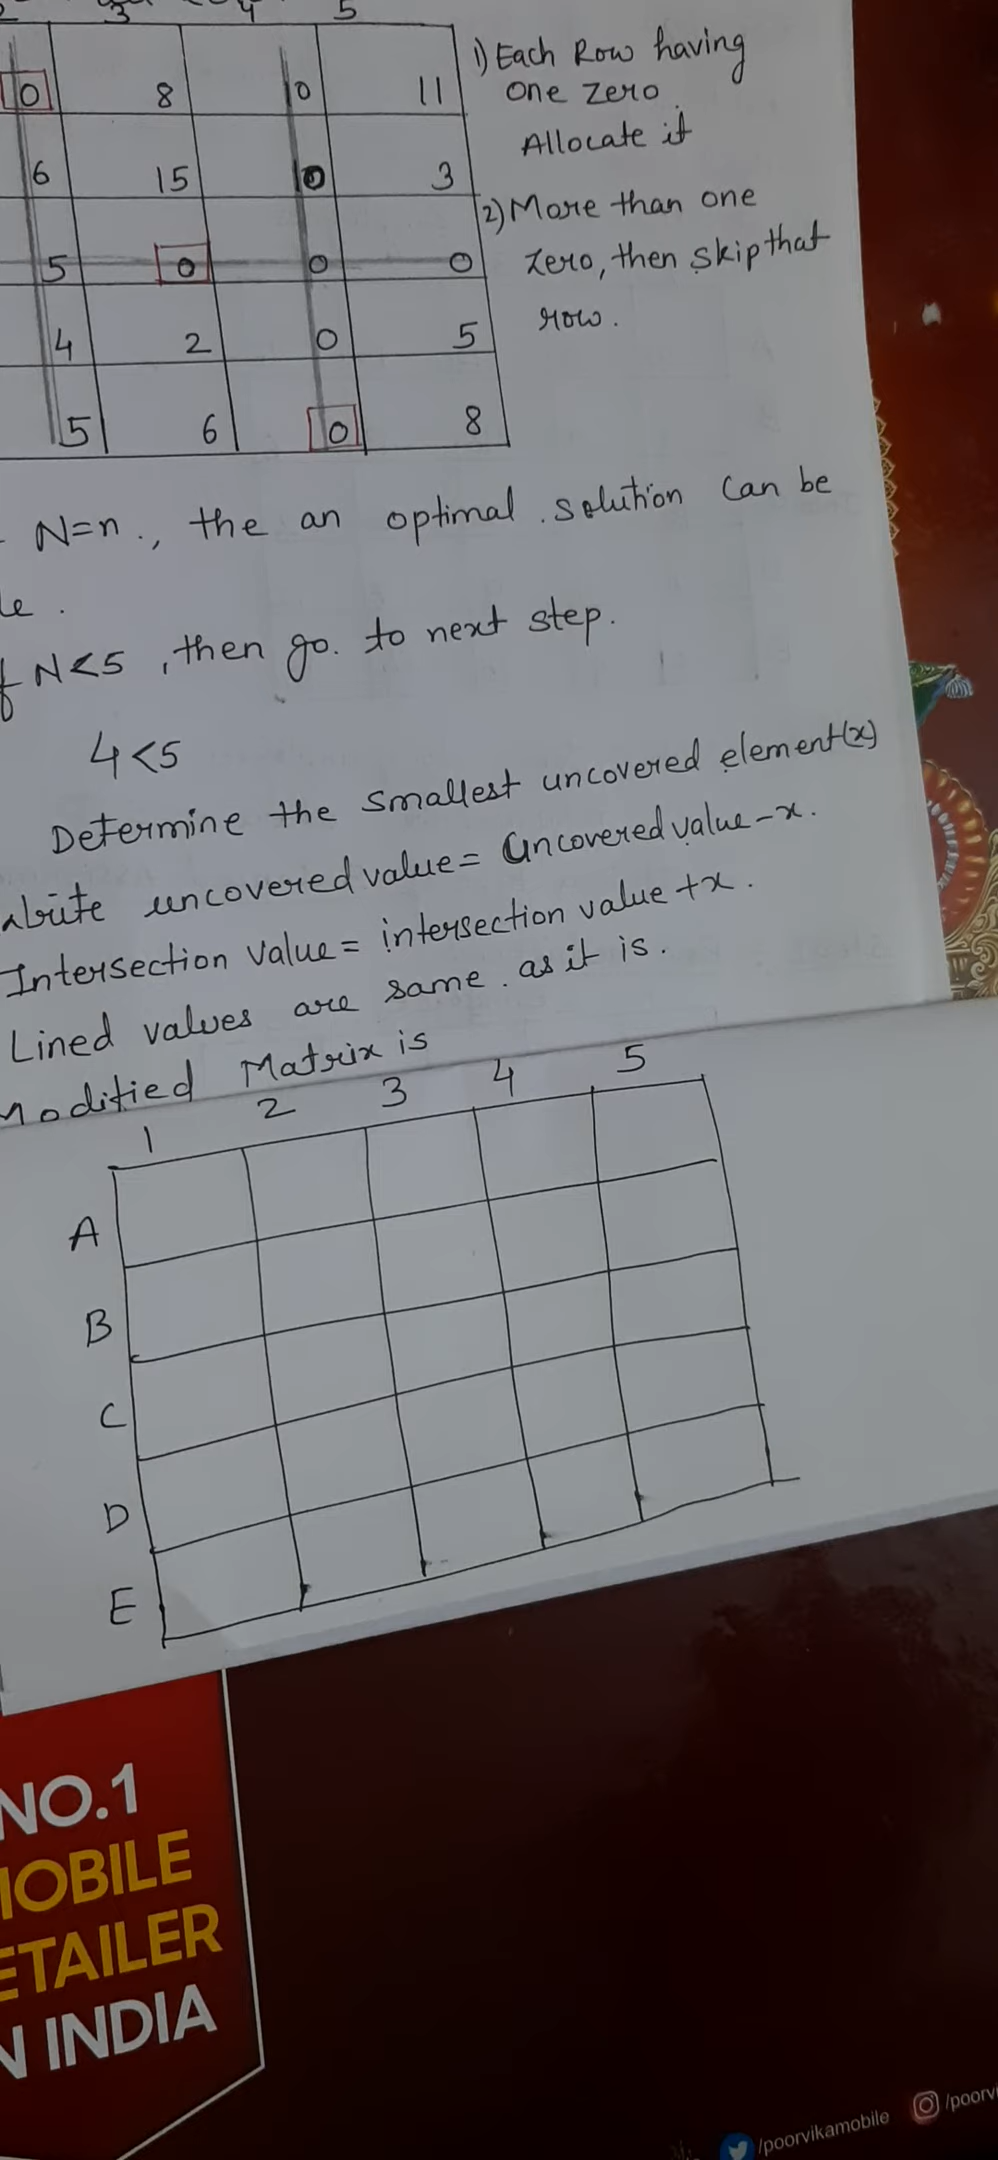 2 3 4 5
0 8 0 11
6 15 0 3
5 0 0 0
4 2 0 5
5 6 0 8
1) Each Row having
one zero.
Allocate it
2) More than one
zero, then skip that
row.
N=n., the an optimal solution can be
N<5, then go. to next step.
4<5
Determine the smallest uncovered element(x)
uncovered value = Uncovered value - x.
Intersection value = intersection value + x.
Lined values are same as it is.
Modified Matrix is
1 2 3 4 5
A
B
C
D
E
NO.1
MOBILE
ETAILER
N INDIA
/poorvikamobile
/poorvi